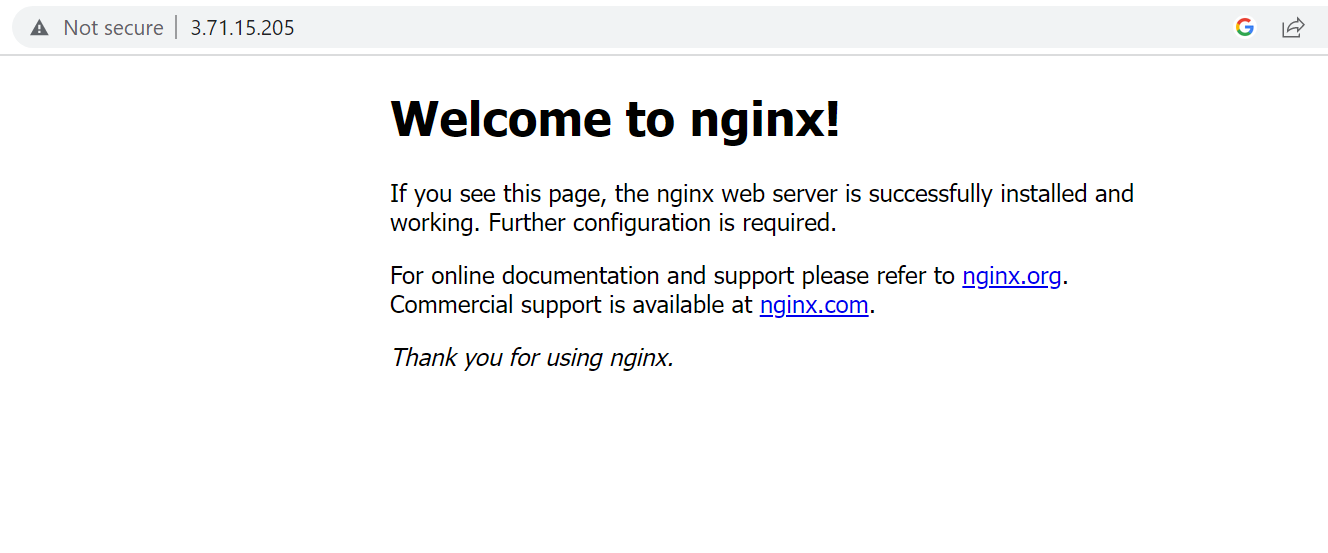 Not secure | 3.71.15.205
Welcome to nginx!
If you see this page, the nginx web server is successfully installed and
working. Further configuration is required.
For online documentation and support please refer to nginx.org.
Commercial support is available at nginx.com.
Thank you for using nginx.